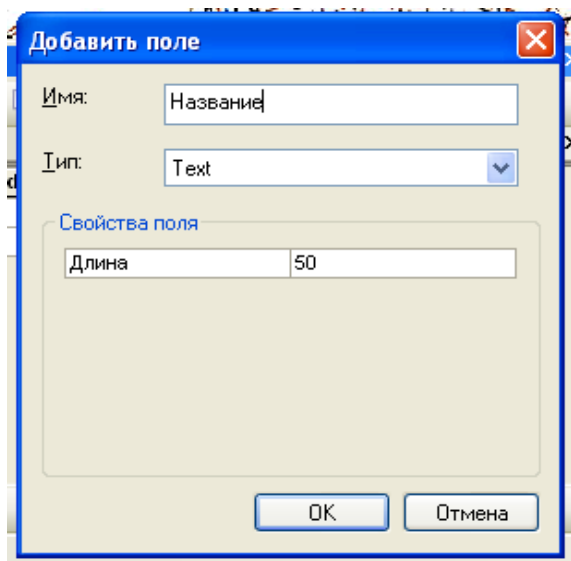 Добавить поле
Имя: Название
Тип: Text
Свойства поля
Длина 50
OK Отмена